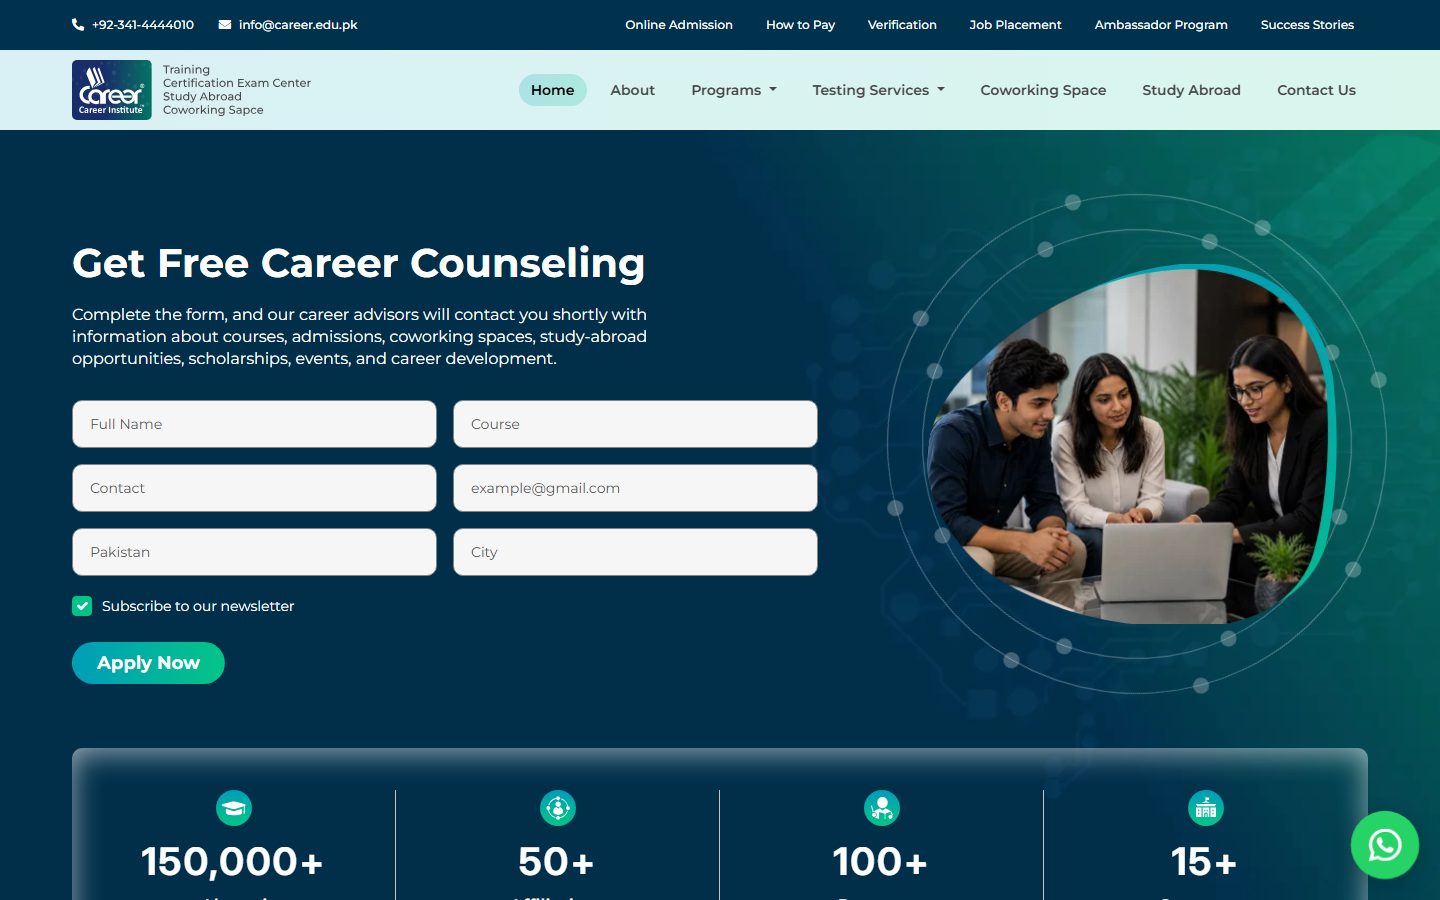 +92-341-4444010
info@career.edu.pk
Online Admission
How to Pay
Verification
Job Placement
Ambassador Program
Success Stories
Career
Career Institute
Training
Certification Exam Center
Study Abroad
Coworking Sapce
Home
About
Programs
Testing Services
Coworking Space
Study Abroad
Contact Us
Get Free Career Counseling
Complete the form, and our career advisors will contact you shortly with
information about courses, admissions, coworking spaces, study-abroad
opportunities, scholarships, events, and career development.
Full Name
Course
Contact
example@gmail.com
Pakistan
City
Subscribe to our newsletter
Apply Now
150,000+
50+
100+
15+